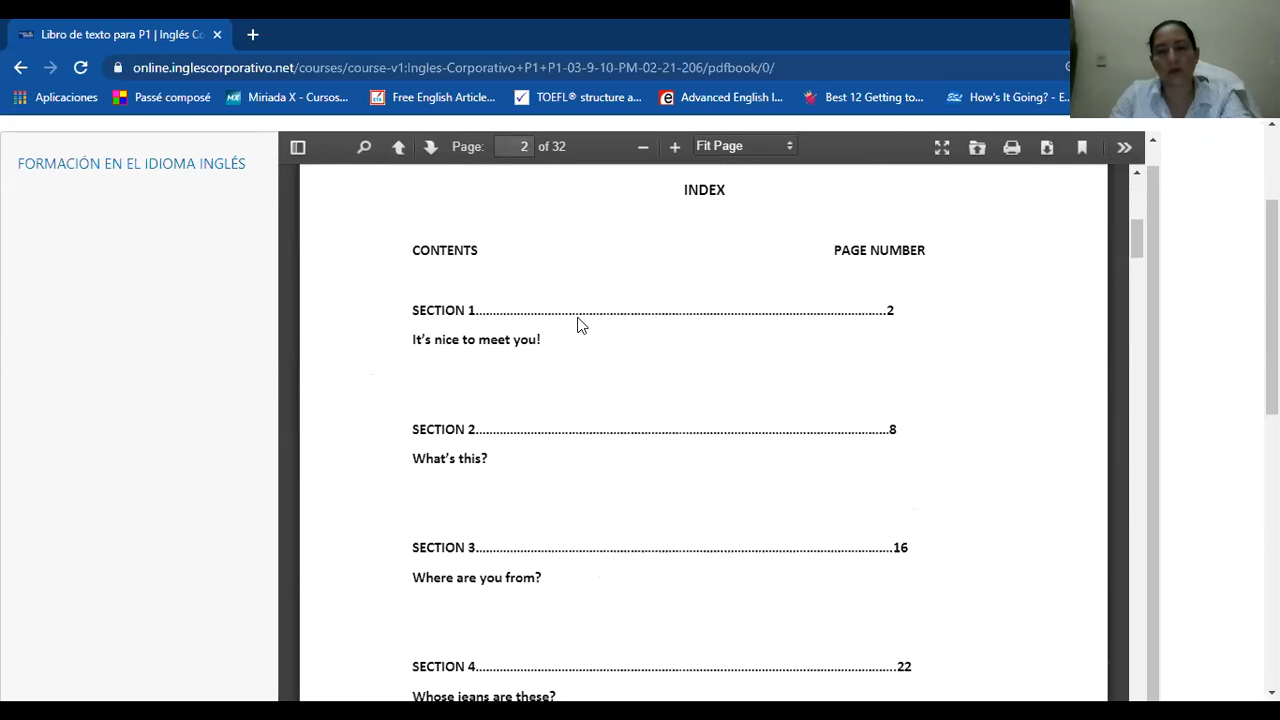 Libro de texto para P1 | Inglés Co
online.inglescorporativo.net/courses/course-v1:Ingles-Corporativo+P1+P1-03-9-10-PM-02-21-206/pdfbook/0/
Aplicaciones Passé composé Miriada X - Cursos... Free English Article... TOEFL® structure a... Advanced English I... Best 12 Getting to... How's It Going? - E...
FORMACIÓN EN EL IDIOMA INGLÉS
Page: 2 of 32 Fit Page
INDEX
CONTENTS PAGE NUMBER
SECTION 1........................................................2
It's nice to meet you!
SECTION 2........................................................8
What's this?
SECTION 3........................................................16
Where are you from?
SECTION 4........................................................22
Whose jeans are these?